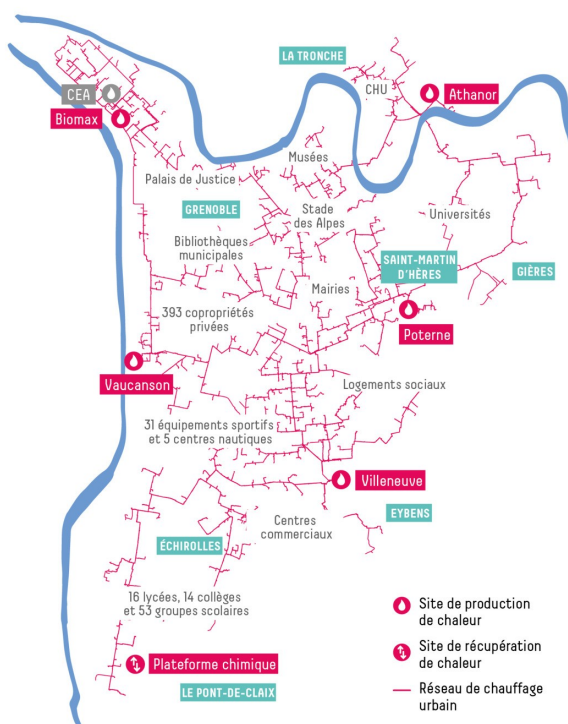 LA TRONCHE
CEA
CHU
Athanor
Biomax
Musées
Palais de Justice
GRENOBLE
Stade
des Alpes
Universités
Bibliothèques
municipales
SAINT-MARTIN
D'HÈRES
GIÈRES
Mairies
393 copropriétés
privées
Poterne
Vaucanson
Logements sociaux
31 équipements sportifs
et 5 centres nautiques
Villeneuve
EYBENS
Centres
commerciaux
ÉCHIROLLES
16 lycées, 14 collèges
et 53 groupes scolaires
Plateforme chimique
LE PONT-DE-CLAIX
Site de production
de chaleur
Site de récupération
de chaleur
Réseau de chauffage
urbain